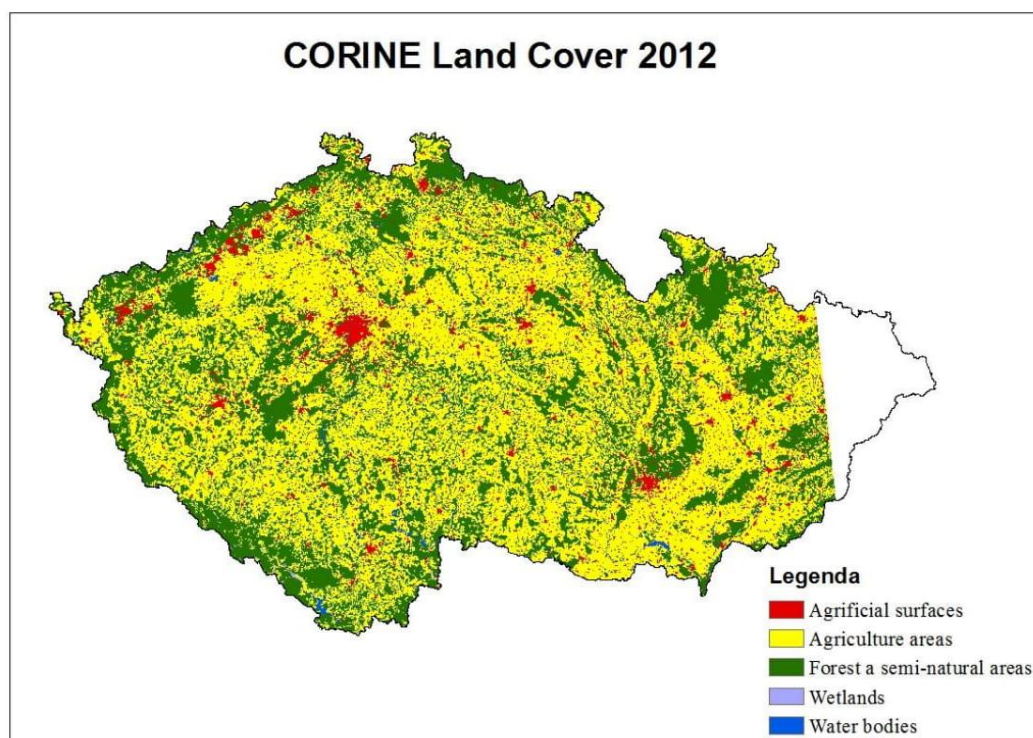 CORINE Land Cover 2012
Legenda
Agrificial surfaces
Agriculture areas
Forest a semi-natural areas
Wetlands
Water bodies